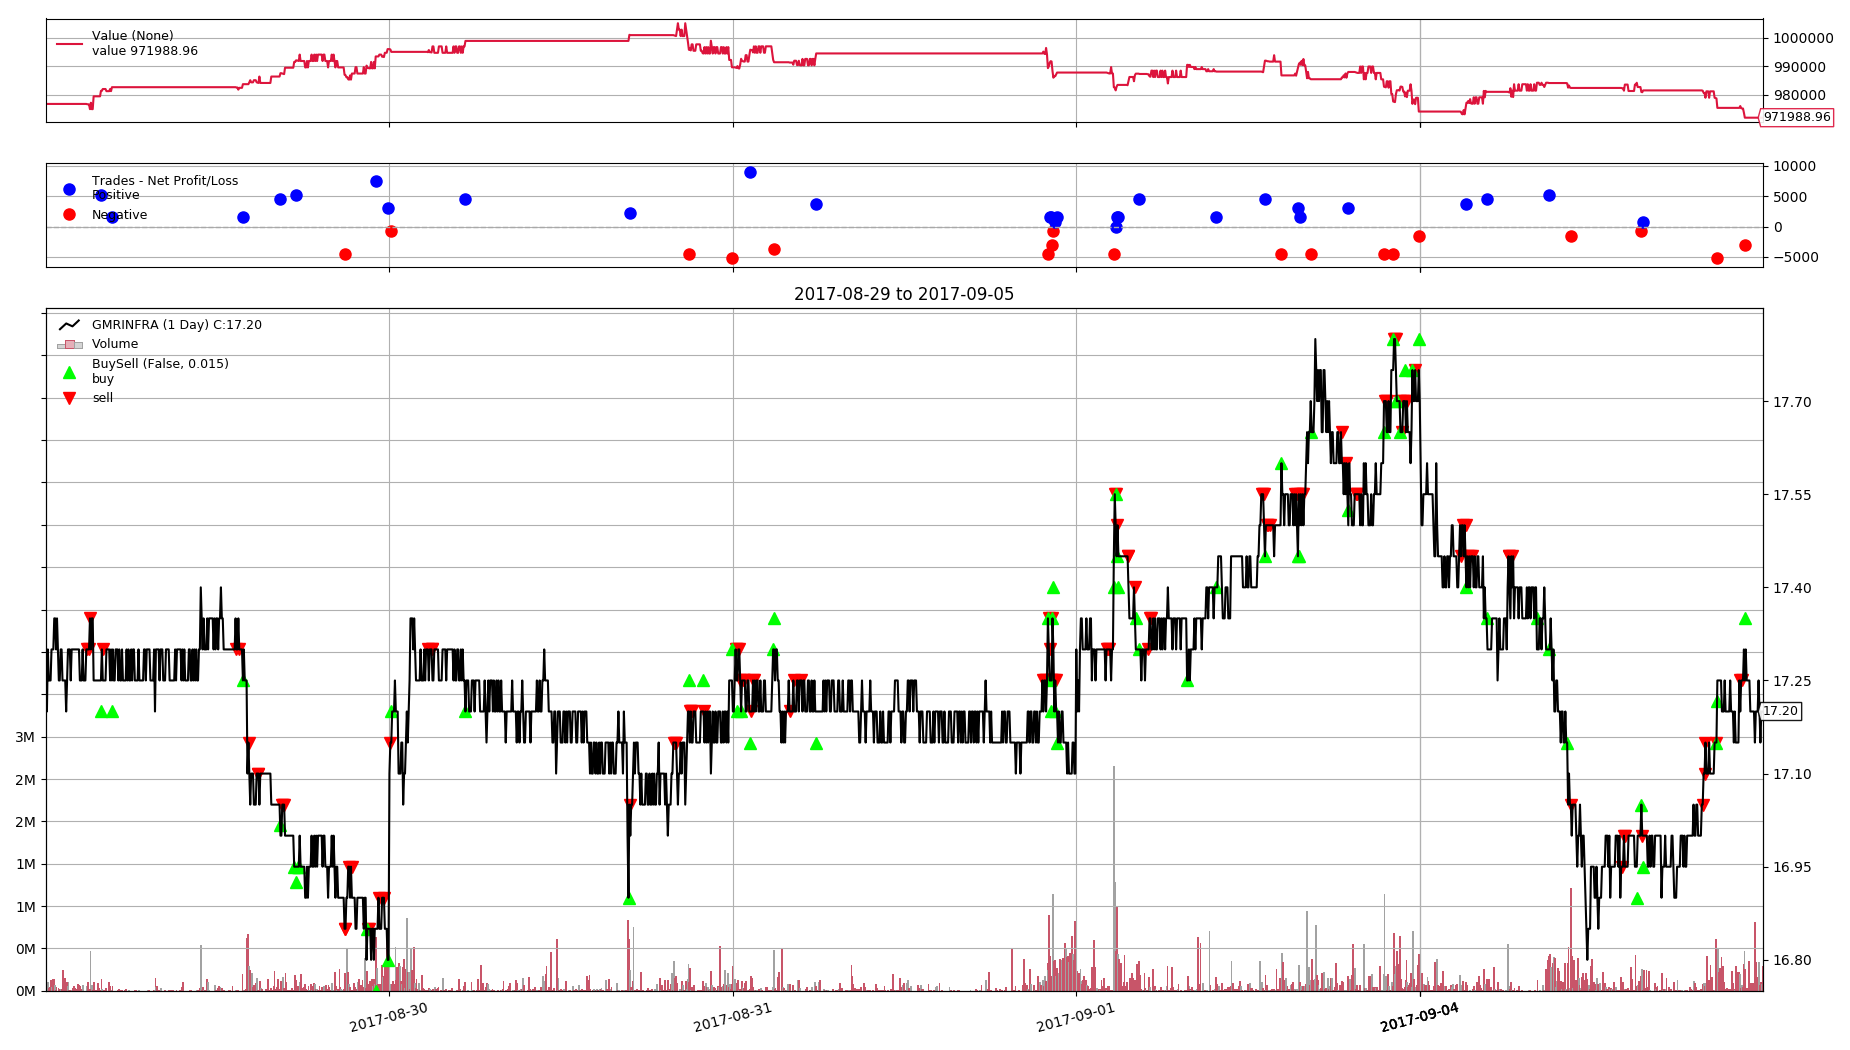 Value (None)
value 971988.96
1000000
990000
980000
971988.96
Trades - Net Profit/Loss
Positive
Negative
10000
5000
0
−5000
2017-08-29 to 2017-09-05
GMRINFRA (1 Day) C:17.20
Volume
BuySell (False, 0.015)
buy
sell
17.70
17.55
17.40
17.25
17.20
17.10
16.95
16.80
3M
2M
2M
1M
1M
0M
0M
2017-08-30
2017-08-31
2017-09-01
2017-09-04